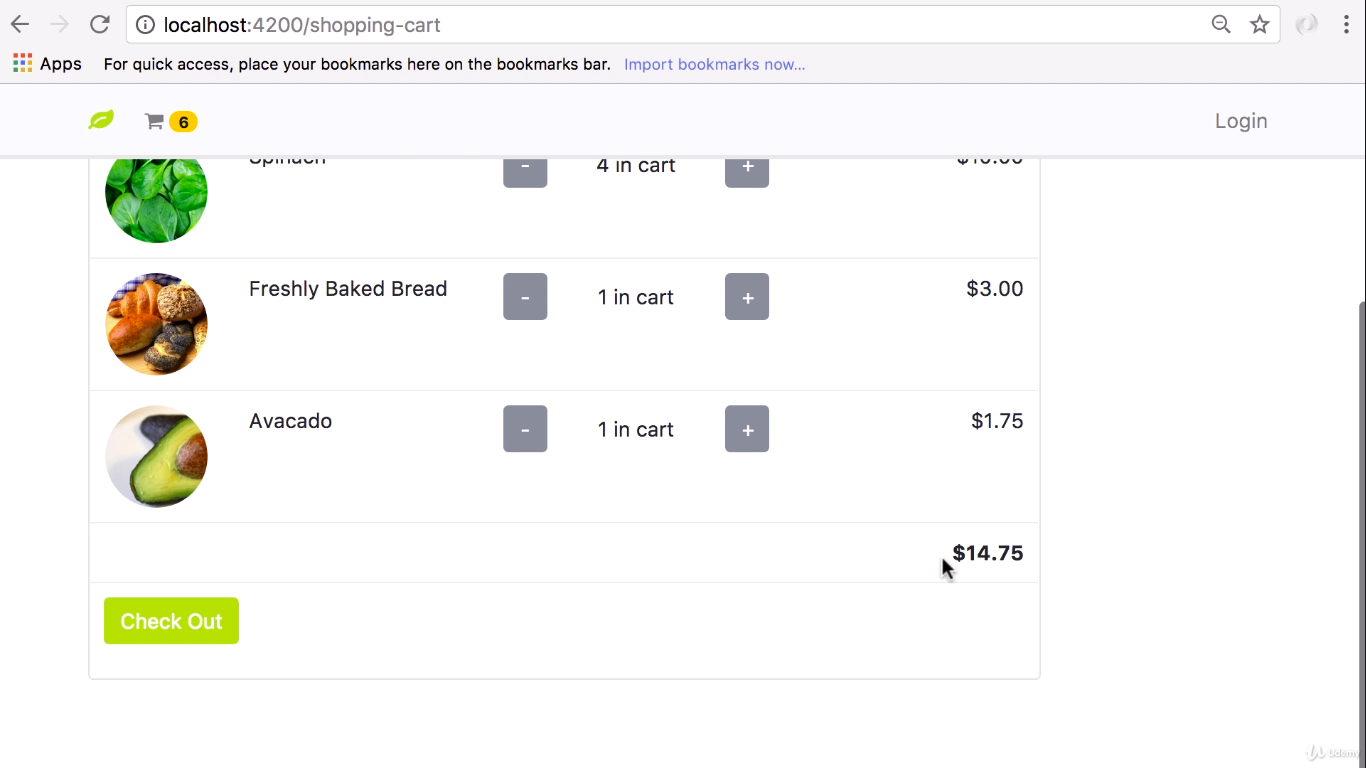 localhost:4200/shopping-cart
Apps For quick access, place your bookmarks here on the bookmarks bar. Import bookmarks now...
6 Login
Spinach - 4 in cart + $10.00
Freshly Baked Bread - 1 in cart + $3.00
Avacado - 1 in cart + $1.75
$14.75
Check Out
Udemy